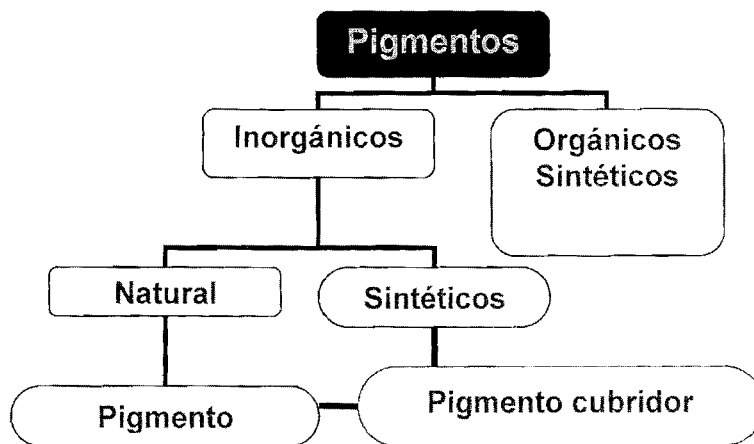 Pigmentos
Inorgánicos
Orgánicos
Sintéticos
Natural
Sintéticos
Pigmento
Pigmento cubridor